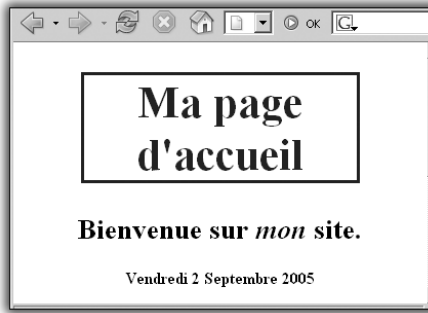 OK
G
Ma page
d'accueil
Bienvenue sur mon site.
Vendredi 2 Septembre 2005